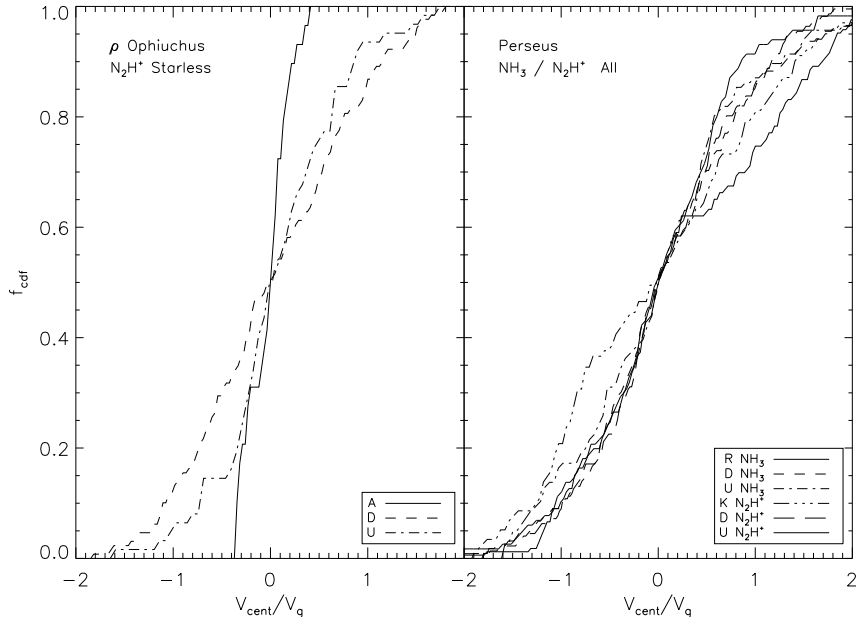 ρ Ophiuchus
N₂H⁺ Starless
Perseus
NH₃ / N₂H⁺ All
f_cdf
1.0
0.8
0.6
0.4
0.2
0.0
A
D
U
R NH₃
D NH₃
U NH₃
K N₂H⁺
D N₂H⁺
U N₂H⁺
−2 −1 0 1 −2 −1 0 1 2
V_cent/V_q V_cent/V_q